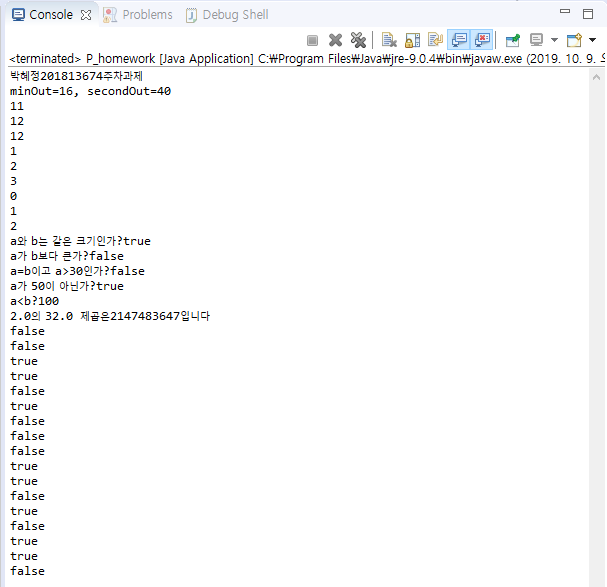 Console Problems Debug Shell
<terminated> P_homework [Java Application] C:₩Program Files₩Java₩jre-9.0.4₩bin₩javaw.exe (2019. 10. 9. 오
박혜정201813674주차과제
minOut=16, secondOut=40
11
12
12
1
2
3
0
1
2
a와 b는 같은 크기인가?true
a가 b보다 큰가?false
a=b이고 a>30인가?false
a가 50이 아닌가?true
a<b?100
2.0의 32.0 제곱은2147483647입니다
false
false
true
true
false
true
false
false
false
true
true
false
true
false
true
true
false